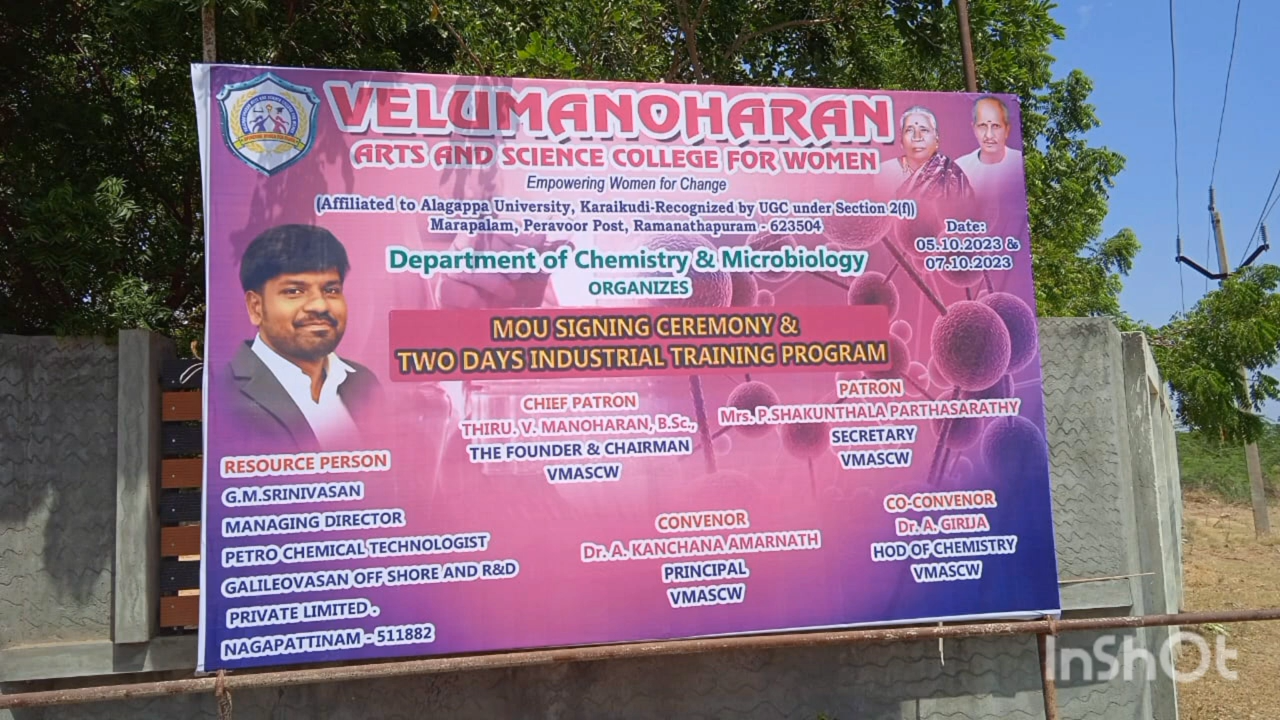 VELUMANOHARAN
ARTS AND SCIENCE COLLEGE FOR WOMEN
Empowering Women for Change
(Affiliated to Alagappa University, Karaikudi-Recognized by UGC under Section 2(f))
Marapalam, Peravoor Post, Ramanathapuram - 623504
Date:
05.10.2023 &
07.10.2023
Department of Chemistry & Microbiology
ORGANIZES
MOU SIGNING CEREMONY &
TWO DAYS INDUSTRIAL TRAINING PROGRAM
CHIEF PATRON
THIRU. V. MANOHARAN, B.Sc.,
THE FOUNDER & CHAIRMAN
VMASCW
PATRON
Mrs. P.SHAKUNTHALA PARTHASARATHY
SECRETARY
VMASCW
RESOURCE PERSON
G.M.SRINIVASAN
MANAGING DIRECTOR
PETRO CHEMICAL TECHNOLOGIST
GALILEOVASAN OFF SHORE AND R&D
PRIVATE LIMITED .
NAGAPATTINAM - 511882
CONVENOR
Dr. A. KANCHANA AMARNATH
PRINCIPAL
VMASCW
CO-CONVENOR
Dr. A. GIRIJA
HOD OF CHEMISTRY
VMASCW
InShOt